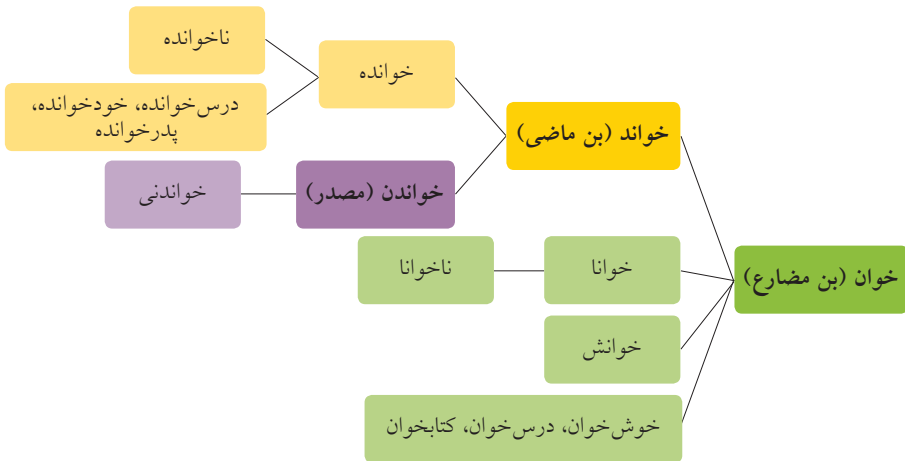 ناخوانده
خوانده
درس‌خوانده، خودخوانده،
پدرخوانده
خواند (بن ماضی)
خواندن (مصدر)
خواندنی
خوان (بن مضارع)
خوانا
ناخوانا
خوانش
خوش‌خوان، درس‌خوان، کتابخوان